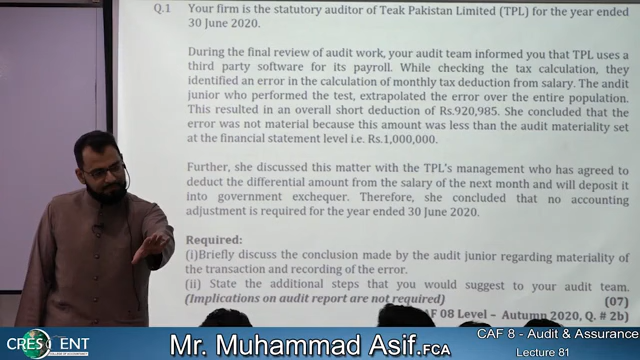 Q.1 Your firm is the statutory auditor of Teak Pakistan Limited (TPL) for the year ended
30 June 2020.
During the final review of audit work, your audit team informed you that TPL uses a
third party software for its payroll. While checking the tax calculation, they
identified an error in the calculation of monthly tax deduction from salary. The andit
junior who performed the test, extrapolated the error over the entire population.
This resulted in an overall short deduction of Rs.920,985. She concluded that the
error was not material because this amount was less than the audit materiality set
at the financial statement level i.e. Rs.1,000,000.
Further, she discussed this matter with the TPL's management who has agreed to
deduct the differential amount from the salary of the next month and will deposit it
into government exchequer. Therefore, she concluded that no accounting
adjustment is required for the year ended 30 June 2020.
Required:
(i)Briefly discuss the conclusion made by the audit junior regarding materiality of
the transaction and recording of the error.
(ii) State the additional steps that you would suggest to your audit team.
(Implications on audit report are not required) (07)
AF 08 Level – Autumn 2020, Q. # 2b)
CRESCENT
COLLEGE OF ACCOUNTANCY
Mr. Muhammad Asif.FCA
CAF 8 - Audit & Assurance
Lecture 81